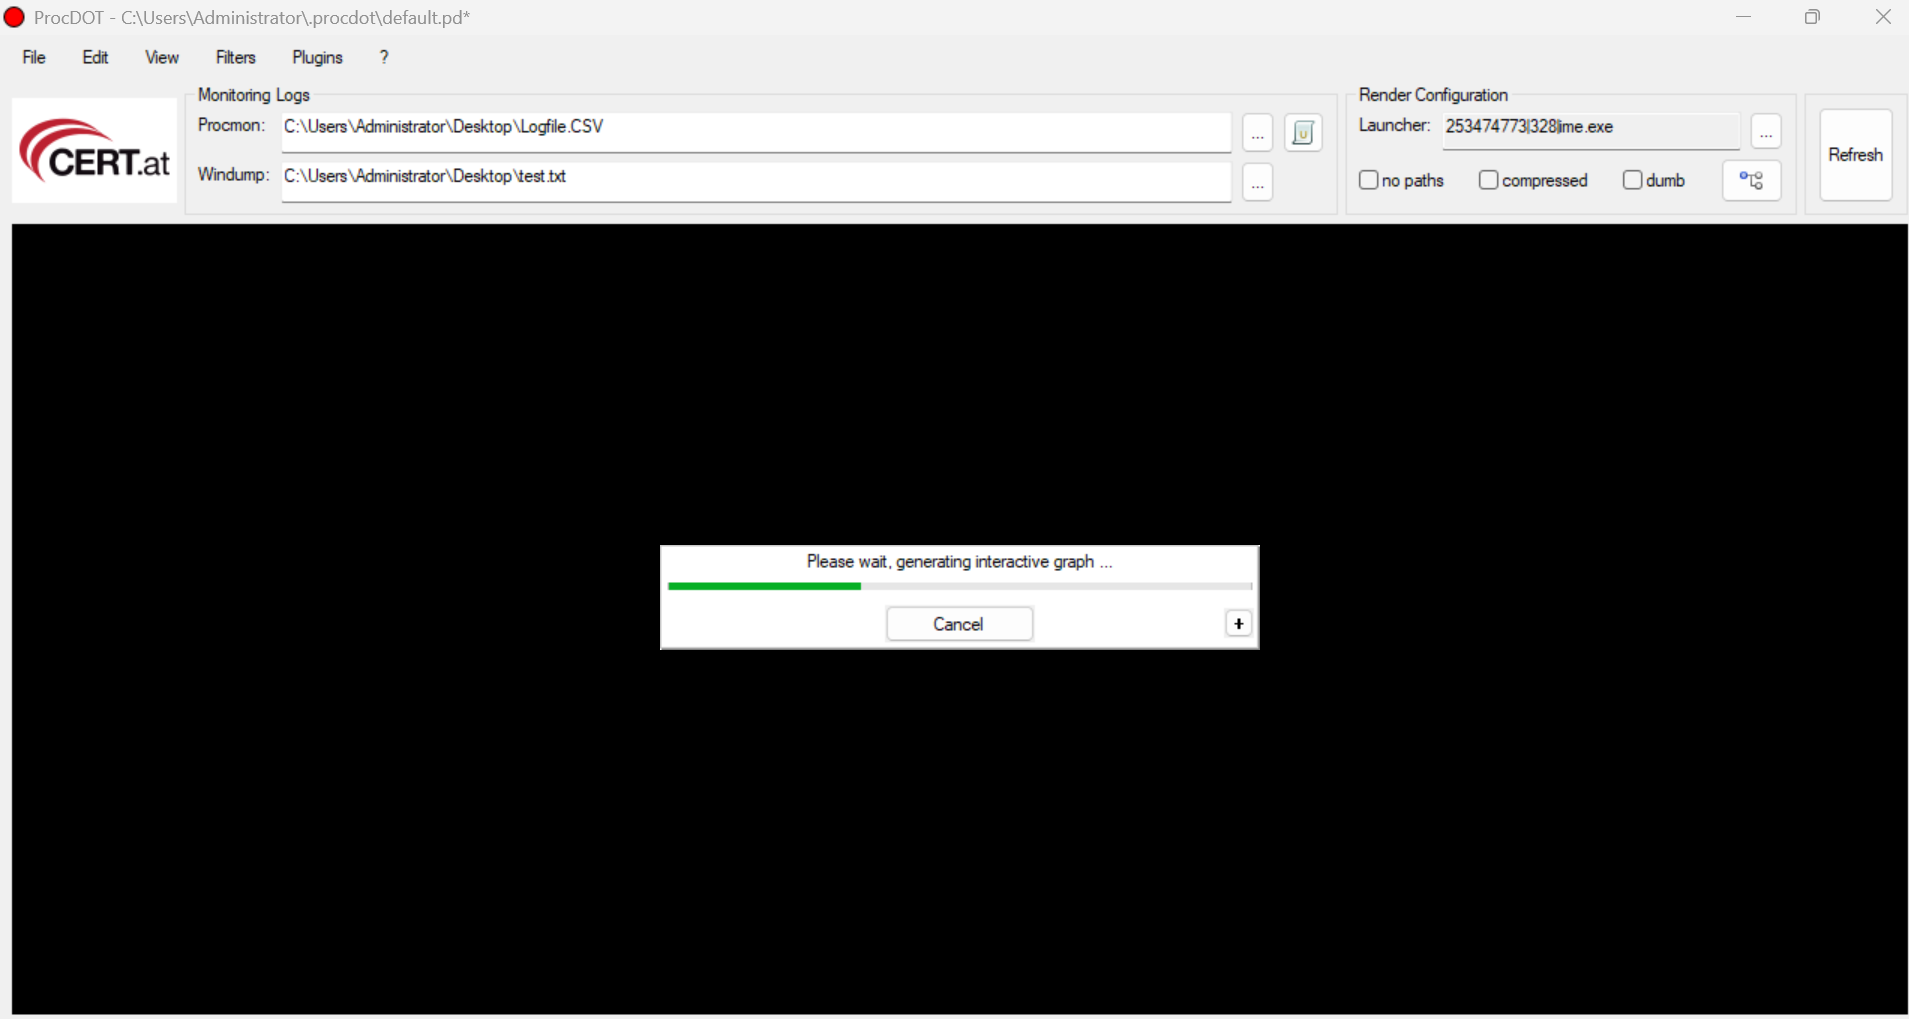 ProcDOT - C:\Users\Administrator\.procdot\default.pd*
File Edit View Filters Plugins ?
Monitoring Logs
Procmon: C:\Users\Administrator\Desktop\Logfile.CSV ...
Windump: C:\Users\Administrator\Desktop\test.txt ...
Render Configuration
Launcher: 253474773|328|ime.exe ...
no paths compressed dumb
Refresh
CERT.at
Please wait, generating interactive graph ...
Cancel +